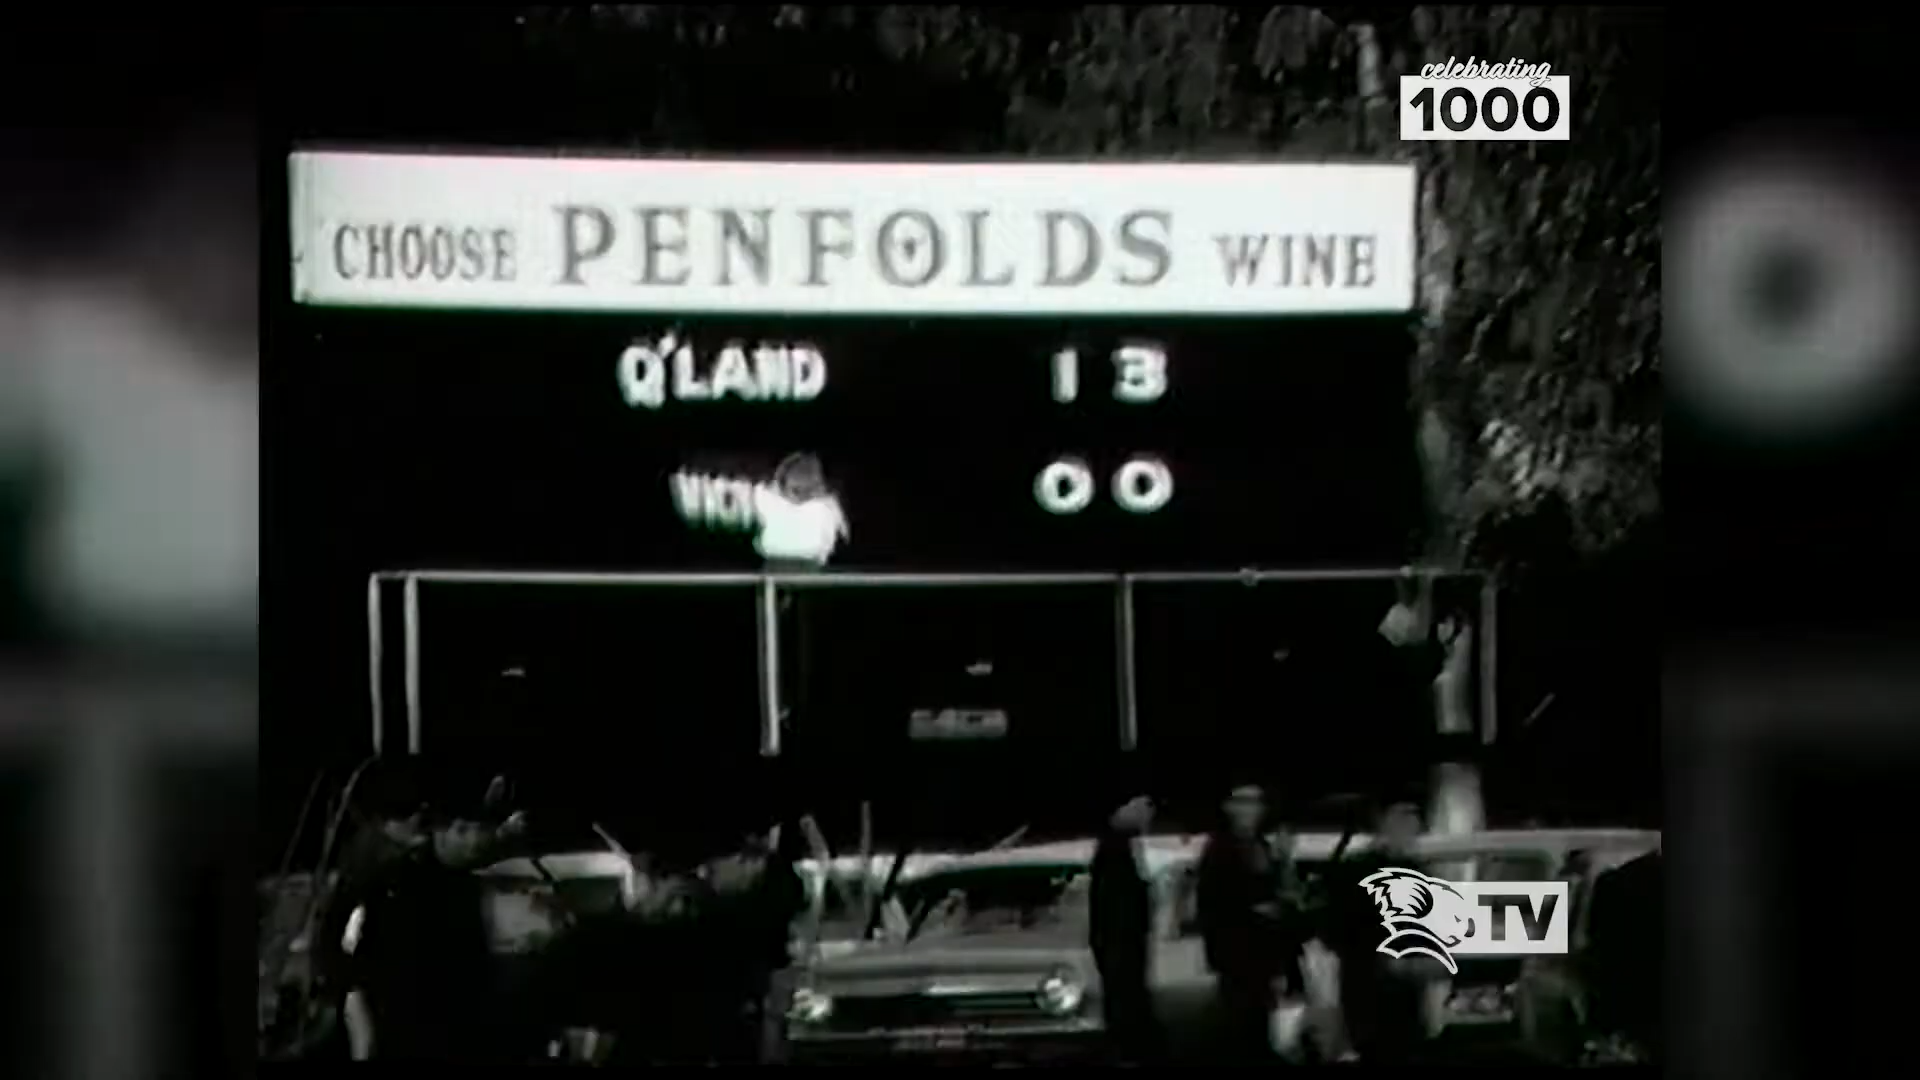 celebrating
1000
CHOOSE PENFOLDS WINE
Q'LAND 13
00
TV